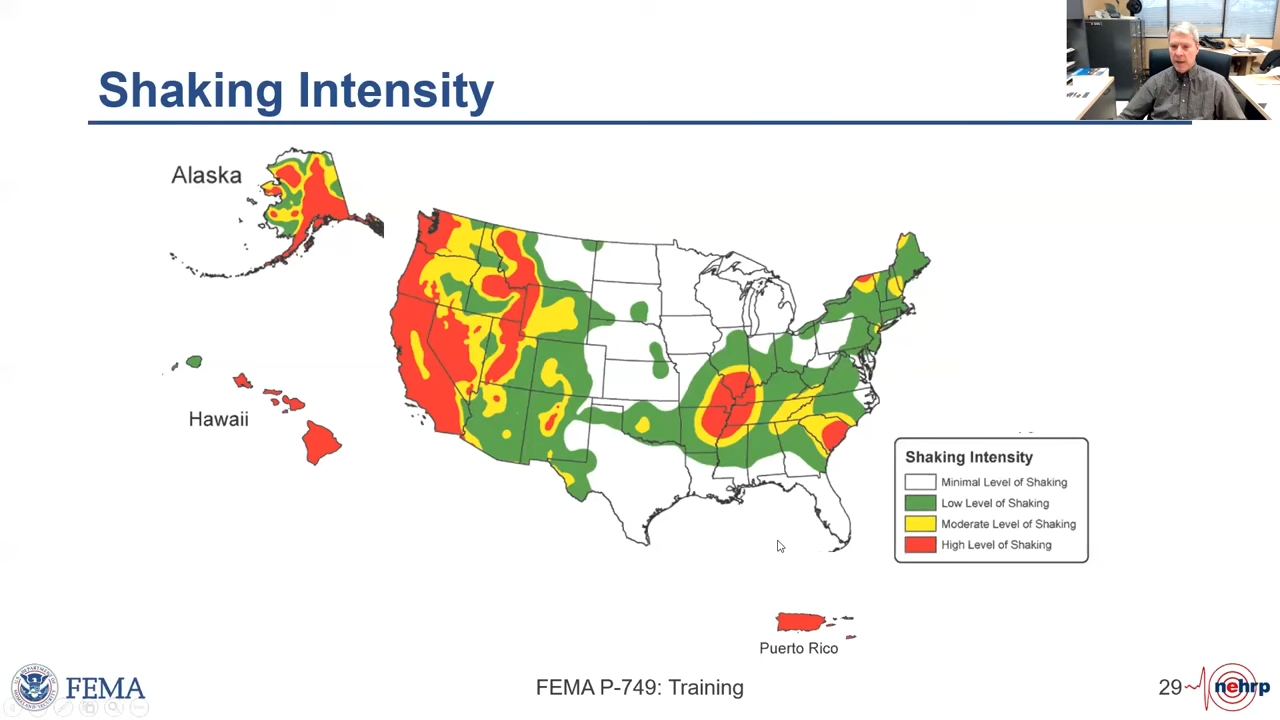 Shaking Intensity
Alaska
Hawaii
Shaking Intensity
Minimal Level of Shaking
Low Level of Shaking
Moderate Level of Shaking
High Level of Shaking
Puerto Rico
FEMA
FEMA P-749: Training
29
nehrp